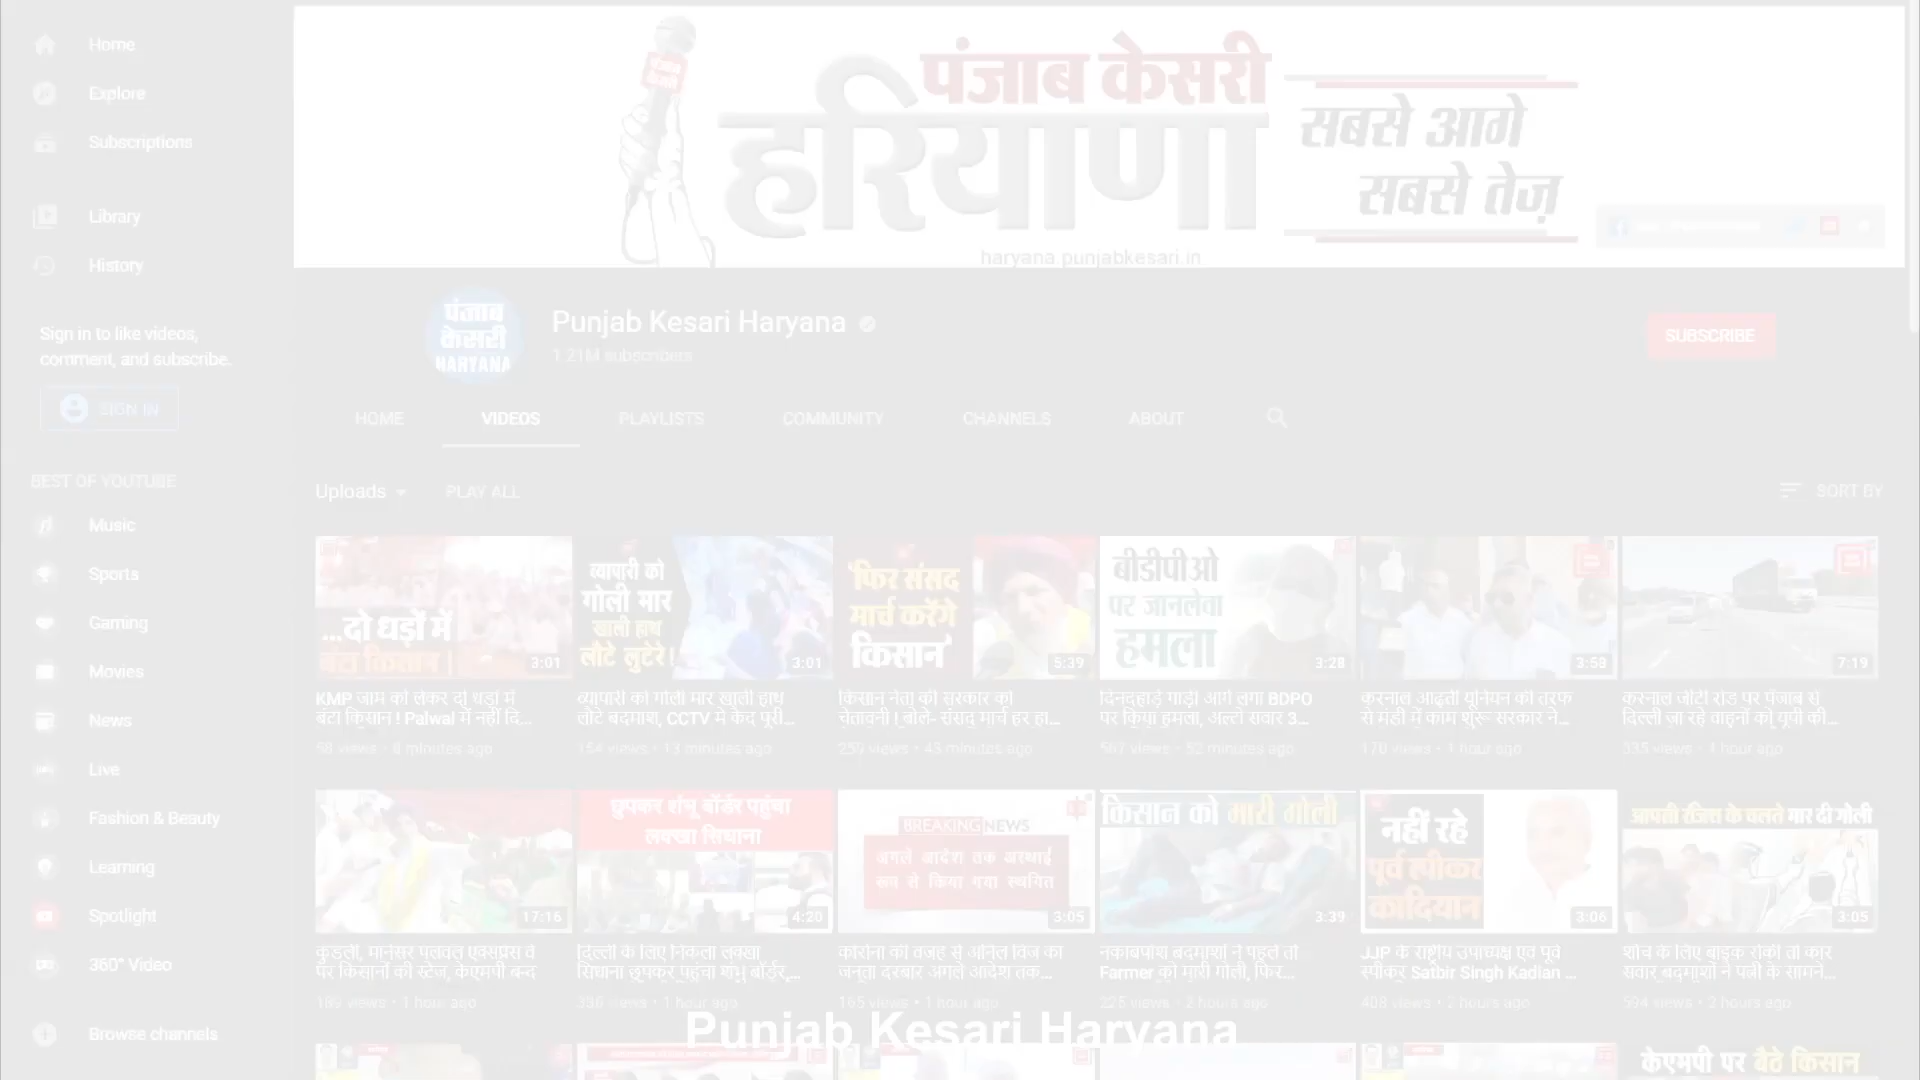 Home
Explore
Subscriptions
Library
History
Sign in to like videos,
comment, and subscribe.
SIGN IN
BEST OF YOUTUBE
Music
Sports
Gaming
Movies
News
Live
Fashion & Beauty
Learning
Spotlight
360° Video
Browse channels
पंजाब केसरी
हरियाणा
सबसे आगे
सबसे तेज़
haryana.punjabkesari.in
पंजाब
केसरी
HARYANA
Punjab Kesari Haryana
1.21M subscribers
SUBSCRIBE
HOME VIDEOS PLAYLISTS COMMUNITY CHANNELS ABOUT
Uploads PLAY ALL SORT BY
...दो धड़ों में
बंटा किसान !
3:01
व्यापारी को
गोली मार
खाली हाथ
लौटे लुटेरे !
3:01
'फिर संसद
मार्च करेंगे
किसान'
5:39
बीडीपीओ
पर जानलेवा
हमला
3:28
3:53
7:19
KMP जाम को लेकर दो धड़ों में
बंटा किसान ! Palwal में नहीं दि...
58 views • 8 minutes ago
व्यापारी को गोली मार खाली हाथ
लौटे बदमाश, CCTV में कैद पूरी...
154 views • 13 minutes ago
किसान नेता की सरकार को
चेतावनी ! बोले- संसद मार्च हर हा...
259 views • 43 minutes ago
दिनदहाड़े गाड़ी आगे लगा BDPO
पर किया हमला, अल्टो सवार 3...
567 views • 52 minutes ago
करनाल आढ़ती यूनियन की तरफ
से मंडी में काम शुरू सरकार ने...
170 views • 1 hour ago
करनाल जीटी रोड पर पंजाब से
दिल्ली जा रहे वाहनों को यूपी की...
335 views • 1 hour ago
17:16
छुपकर शंभू बॉर्डर पहुंचा
लक्खा सिधाना
4:20
BREAKING NEWS
अगले आदेश तक अस्थाई
रूप से किया गया स्थगित
3:05
किसान को मारी गोली
3:39
नहीं रहे
पूर्व स्पीकर
कादियान
3:06
आपसी रंजिश के चलते मार दी गोली
3:05
कुंडली, मानेसर पलवल एक्सप्रेस वे
पर किसानों की स्टेज, केएमपी बन्द
189 views • 1 hour ago
दिल्ली के लिए निकला लक्खा
सिधाना छुपकर पहुंचा शंभू बॉर्डर,...
336 views • 1 hour ago
कोरोना की वजह से अनिल विज का
जनता दरबार अगले आदेश तक...
165 views • 1 hour ago
नकाबपोश बदमाशों ने पहले तो
Farmer को मारी गोली, फिर...
225 views • 2 hours ago
JJP के राष्ट्रीय उपाध्यक्ष एवं पूर्व
स्पीकर Satbir Singh Kadian ...
408 views • 2 hours ago
शौच के लिए बाइक रोकी तो कार
सवार बदमाशों ने पत्नी के सामने...
594 views • 2 hours ago
Punjab Kesari Haryana
केएमपी पर बैठे किसान